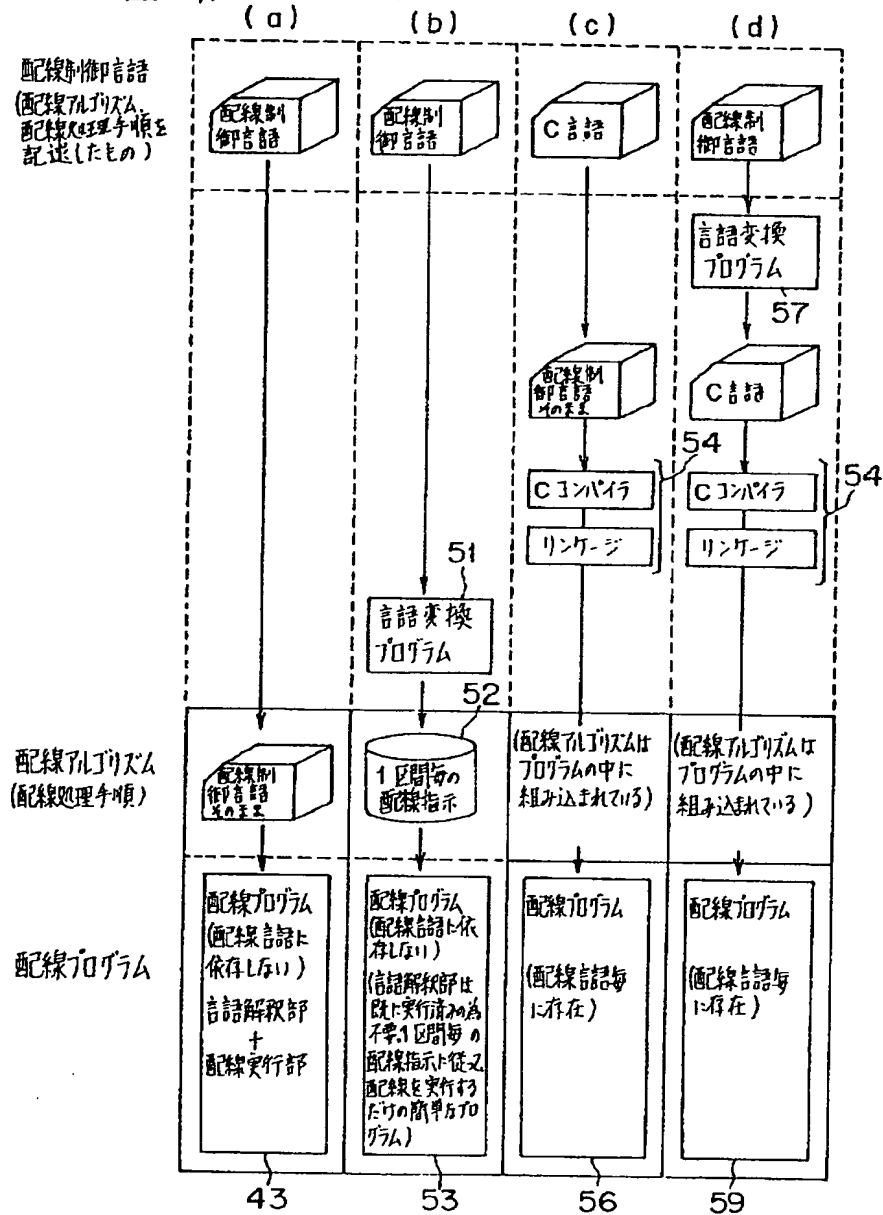 (a) (b) (c) (d)
配線制御言語
(配線アルゴリズム、
配線処理手順を
記述したもの)
配線制
御言語
配線制
御言語
C言語
配線制
御言語
言語変換
プログラム
57
配線制
御言語
そのまま
C言語
54
Cコンパイラ
リンケージ
Cコンパイラ
リンケージ
54
51
言語変換
プログラム
52
配線アルゴリズム
(配線処理手順)
配線制
御言語
そのまま
1区間毎の
配線指示
(配線アルゴリズムは
プログラムの中に
組み込まれている)
(配線アルゴリズムは
プログラムの中に
組み込まれている)
配線プログラム
配線プログラム
(配線言語に
依存しない)
言語解釈部
+
配線実行部
配線プログラム
(配線言語に依
存しない)
(言語解釈部は
既に実行済みの為
不要。1区間毎の
配線指示に従って
配線を実行する
だけの簡単なプロ
グラム)
配線プログラム
(配線言語毎
に存在)
配線プログラム
(配線言語毎
に存在)
43 53 56 59